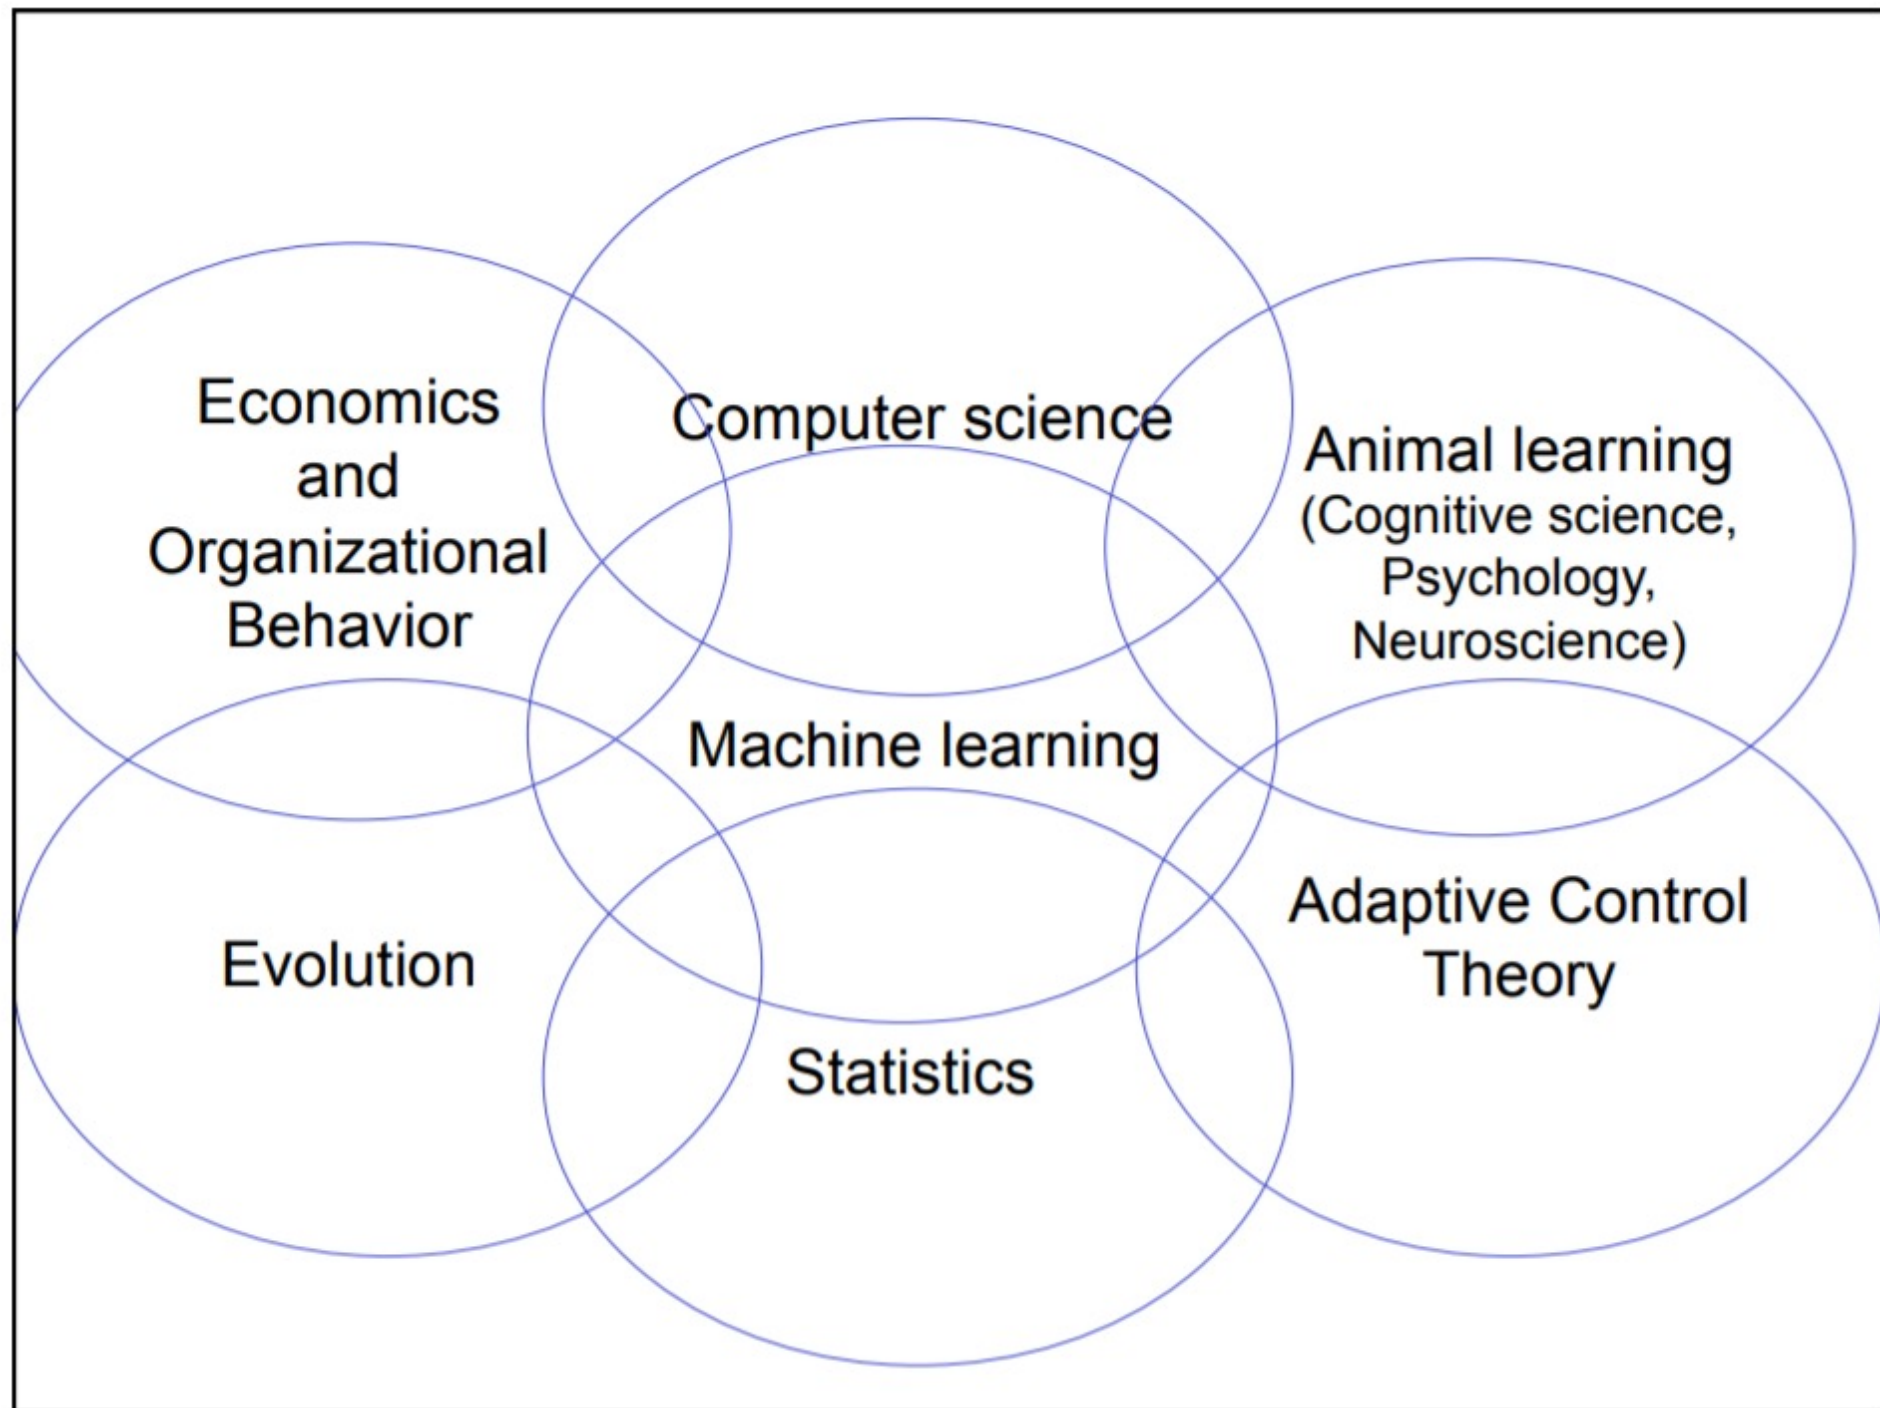 Economics
and
Organizational
Behavior
Computer science
Animal learning
(Cognitive science,
Psychology,
Neuroscience)
Machine learning
Evolution
Statistics
Adaptive Control
Theory